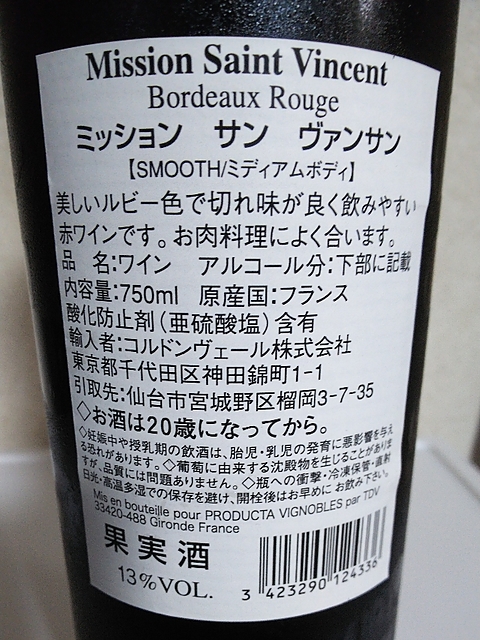 Mission Saint Vincent
Bordeaux Rouge
ミッション サン ヴァンサン
【SMOOTH/ミディアムボディ】
美しいルビー色で切れ味が良く飲みやすい
赤ワインです。お肉料理によく合います。
品 名:ワイン アルコール分:下部に記載
内容量:750ml 原産国:フランス
酸化防止剤(亜硫酸塩)含有
輸入者:コルドンヴェール株式会社
東京都千代田区神田錦町1-1
引取先:仙台市宮城野区榴岡3-7-35
◇お酒は20歳になってから。
◇妊娠中や授乳期の飲酒は、胎児・乳児の発育に悪影響を与え
る恐れがあります。◇葡萄に由来する沈殿物を生じることがありま
すが、品質には問題ありません。◇瓶への衝撃・冷凍保管・直射
日光・高温多湿での保存を避け、開栓後はお早めにお飲み下さい。
Mis en bouteille pour PRODUCTA VIGNOBLES par TDV
33420-488 Gironde France
果実酒
13%VOL.
3 423290 124336